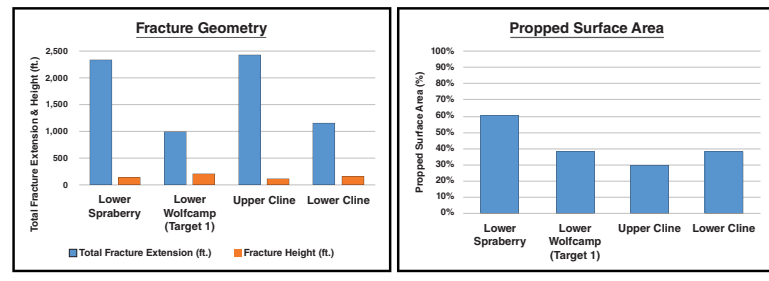 Fracture Geometry
Total Fracture Extension & Height (ft.)
2,500
2,000
1,500
1,000
500
0
Lower Spraberry
Lower Wolfcamp (Target 1)
Upper Cline
Lower Cline
Total Fracture Extension (ft.)
Fracture Height (ft.)
Propped Surface Area
Propped Surface Area (%)
100%
90%
80%
70%
60%
50%
40%
30%
20%
10%
0%
Lower Spraberry
Lower Wolfcamp (Target 1)
Upper Cline
Lower Cline